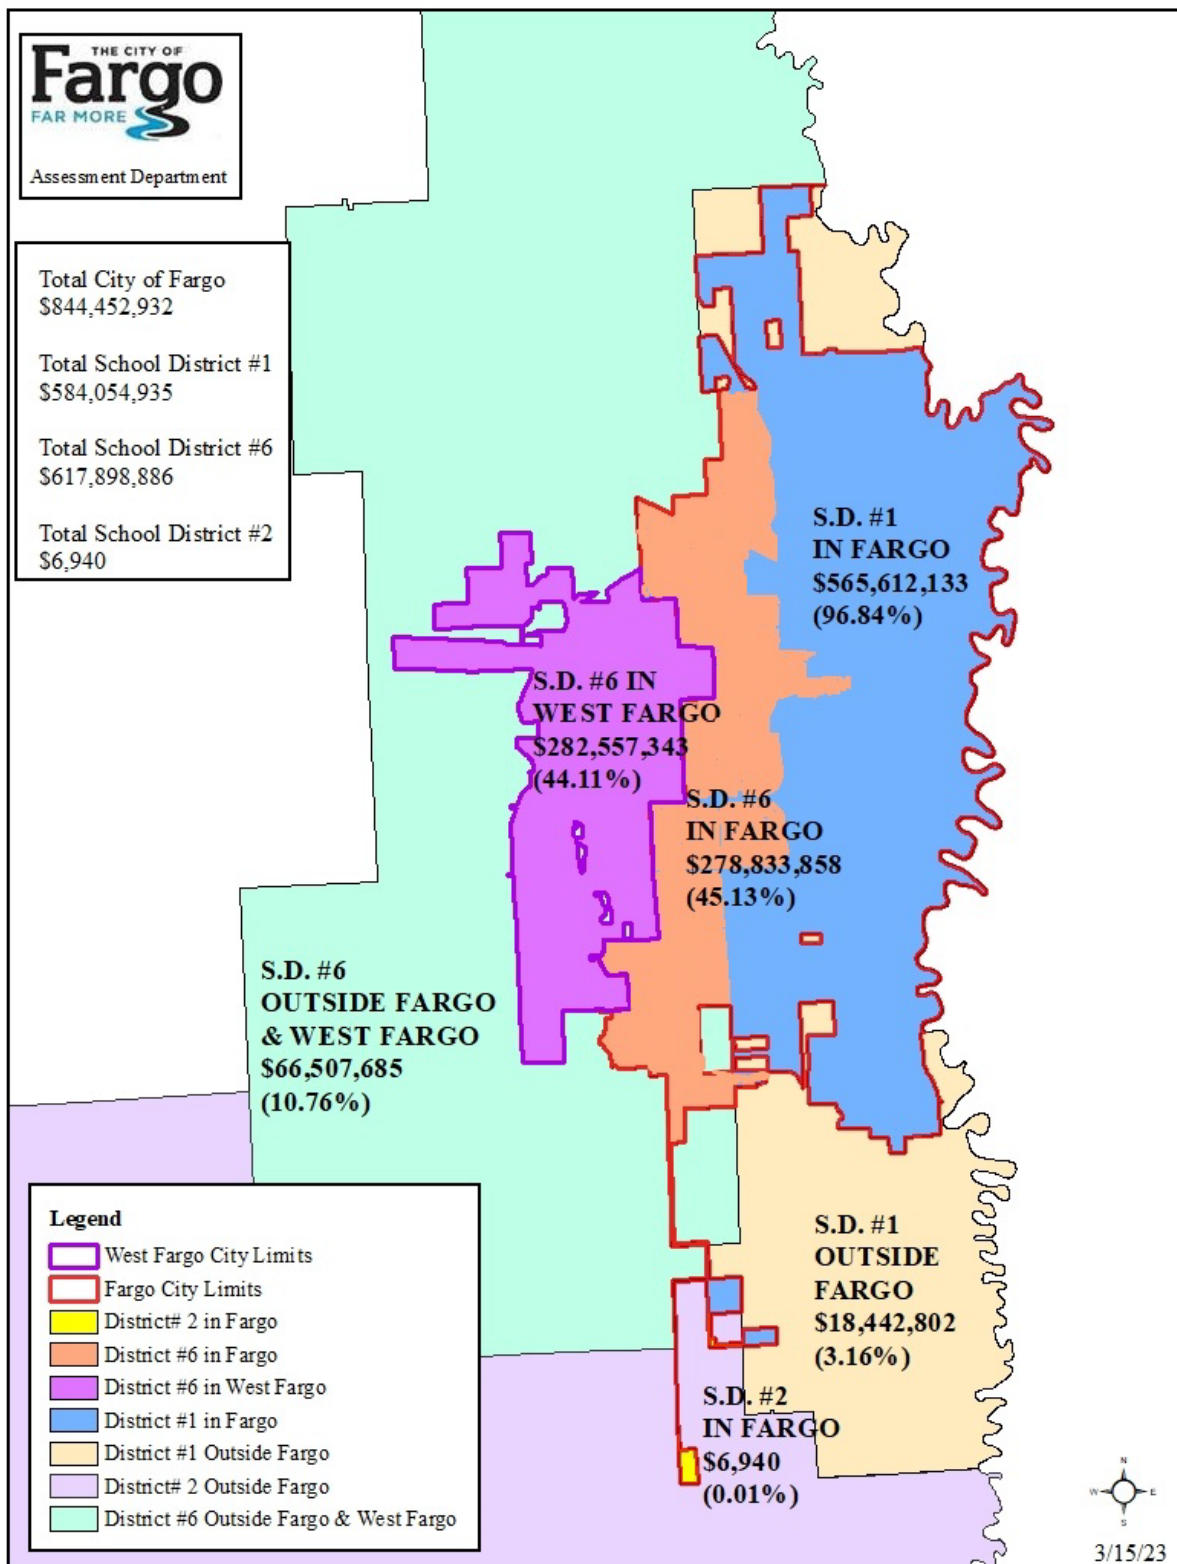 THE CITY OF
Fargo
FAR MORE
Assessment Department
Total City of Fargo
$844,452,932
Total School District #1
$584,054,935
Total School District #6
$617,898,886
Total School District #2
$6,940
S.D. #1
IN FARGO
$565,612,133
(96.84%)
S.D. #6 IN
WEST FARGO
$282,557,343
(44.11%)
S.D. #6
IN FARGO
$278,833,858
(45.13%)
S.D. #6
OUTSIDE FARGO
& WEST FARGO
$66,507,685
(10.76%)
S.D. #1
OUTSIDE
FARGO
$18,442,802
(3.16%)
S.D. #2
IN FARGO
$6,940
(0.01%)
Legend
West Fargo City Limits
Fargo City Limits
District# 2 in Fargo
District #6 in Fargo
District #6 in West Fargo
District #1 in Fargo
District #1 Outside Fargo
District# 2 Outside Fargo
District #6 Outside Fargo & West Fargo
N
W E
S
3/15/23